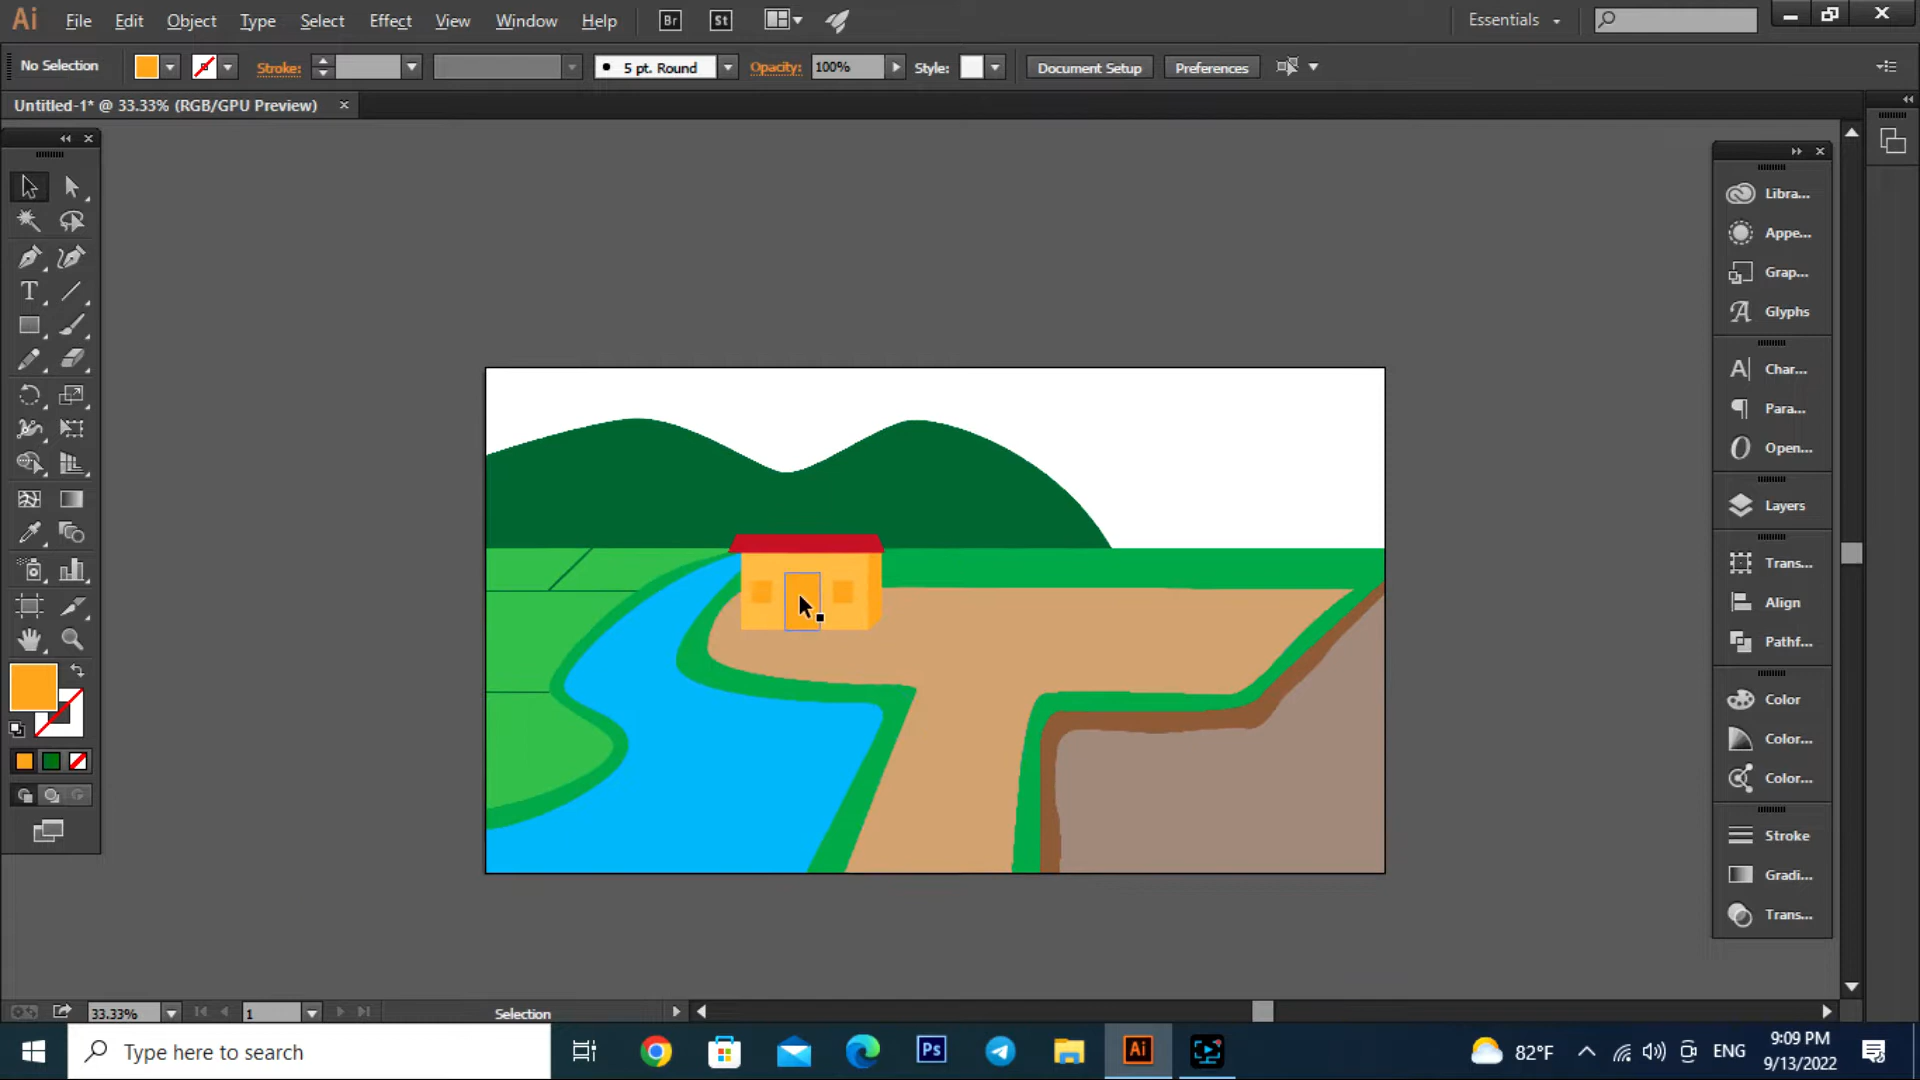 Ai File Edit Object Type Select Effect View Window Help Br St Essentials
No Selection Stroke: 5 pt. Round Opacity: 100% Style: Document Setup Preferences
Untitled-1* @ 33.33% (RGB/GPU Preview)
Libra...
Appe...
Grap...
Glyphs
Char...
Para...
Open...
Layers
Trans...
Align
Pathf...
Color
Color...
Color...
Stroke
Gradi...
Trans...
33.33% 1 Selection
Type here to search Ps Ai 82°F ENG 9:09 PM
9/13/2022